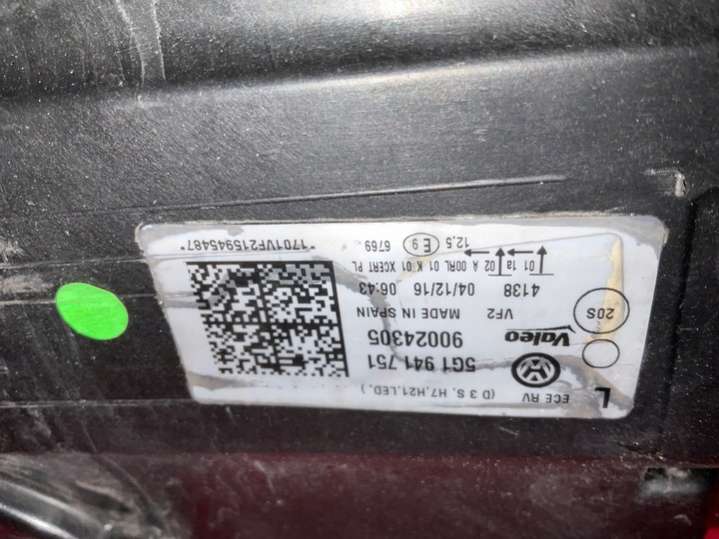 L ECE RV (D3S, H7,H21,LED,)
5G1 941 751
Valeo 90024305
20S VF2 MADE IN SPAIN
4138 04/12/16 06:43
01 1a 02 A 00RL 01 K 01 XCERT PL
12,5 E9 6769
*1701VF215945487*